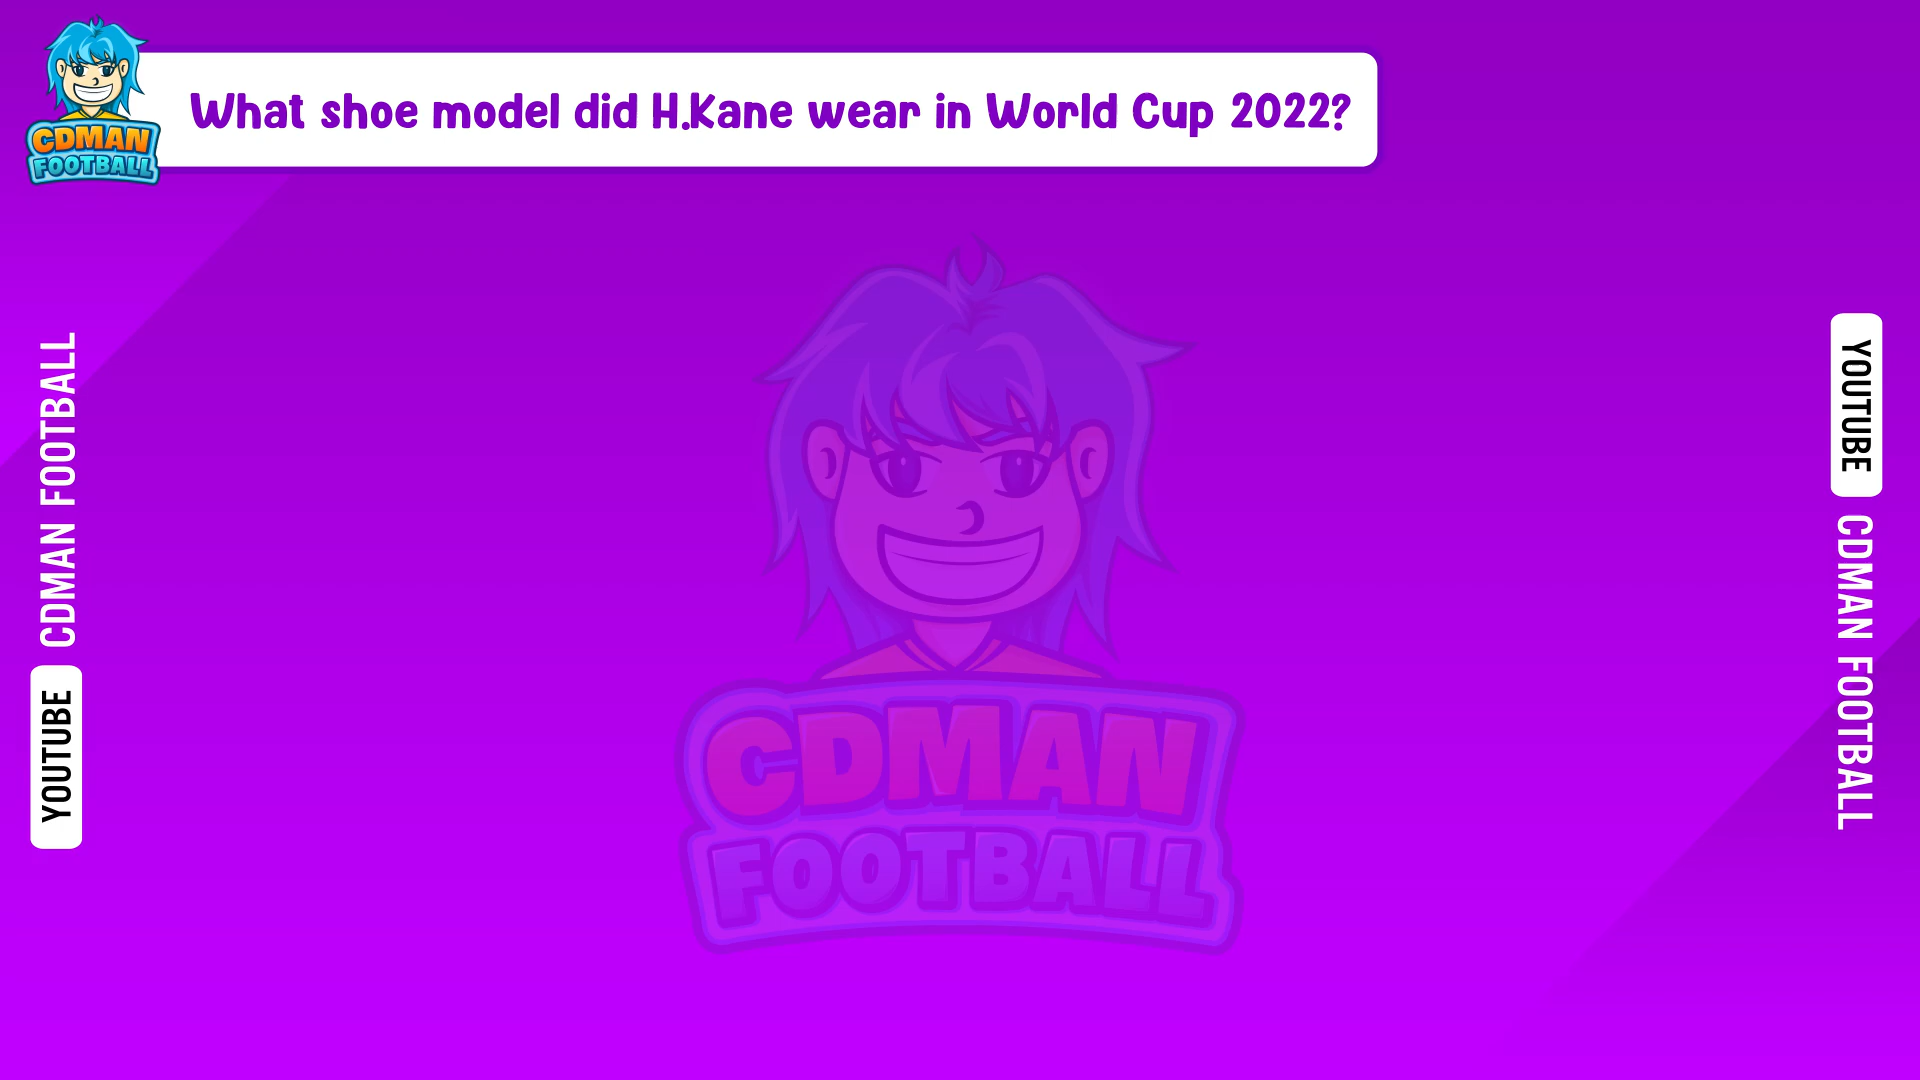 What shoe model did H.Kane wear in World Cup 2022?
CDMAN
FOOTBALL
YOUTUBE CDMAN FOOTBALL
CDMAN
FOOTBALL
YOUTUBE CDMAN FOOTBALL